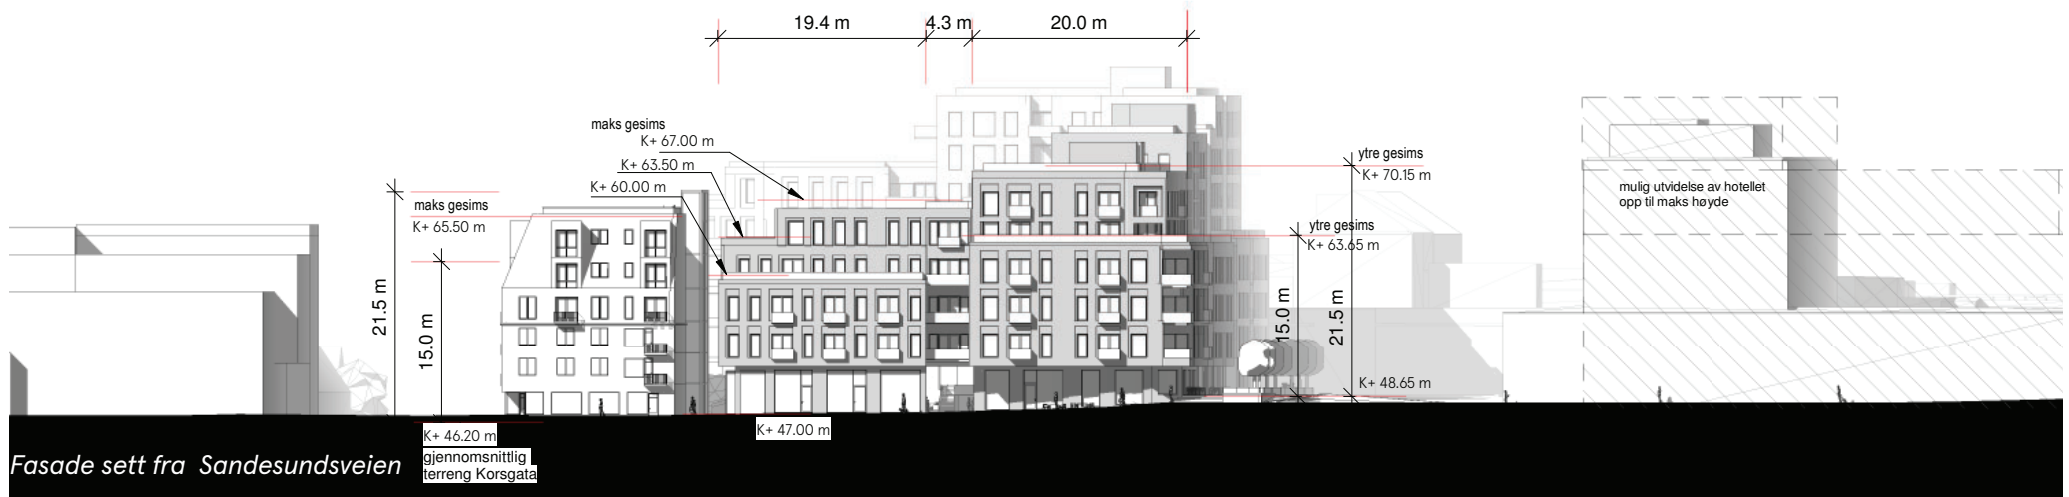 19.4 m
4.3 m
20.0 m
maks gesims
K+ 67.00 m
K+ 63.50 m
K+ 60.00 m
maks gesims
K+ 65.50 m
21.5 m
15.0 m
ytre gesims
K+ 70.15 m
ytre gesims
K+ 63.65 m
15.0 m
21.5 m
K+ 48.65 m
mulig utvidelse av hotellet
opp til maks høyde
K+ 47.00 m
K+ 46.20 m
gjennomsnittlig
terreng Korsgata
Fasade sett fra Sandesundsveien